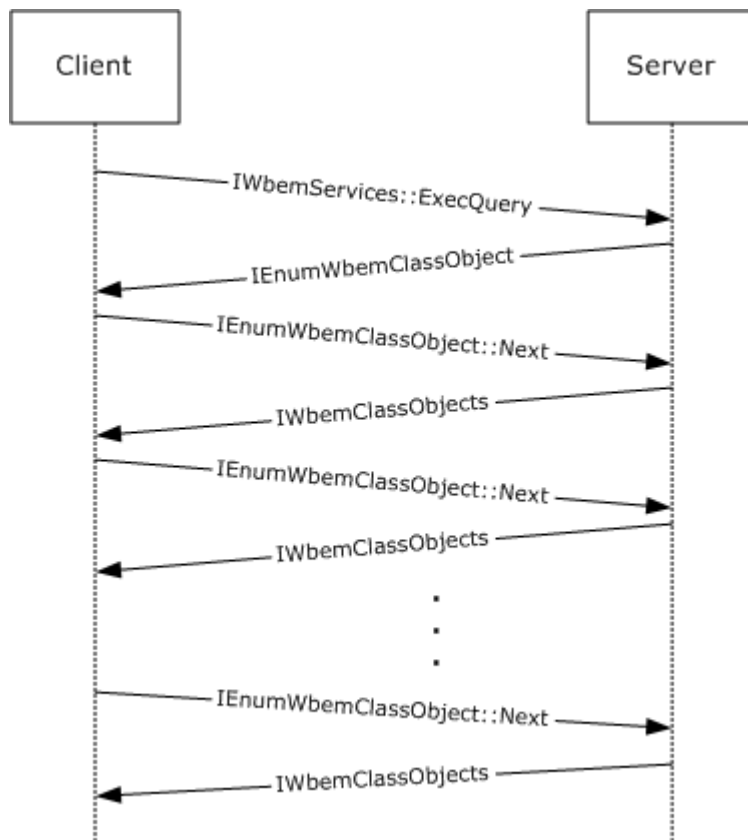 Client
Server
IWbemServices::ExecQuery
IEnumWbemClassObject
IEnumWbemClassObject::Next
IWbemClassObjects
IEnumWbemClassObject::Next
IWbemClassObjects
.
.
.
IEnumWbemClassObject::Next
IWbemClassObjects